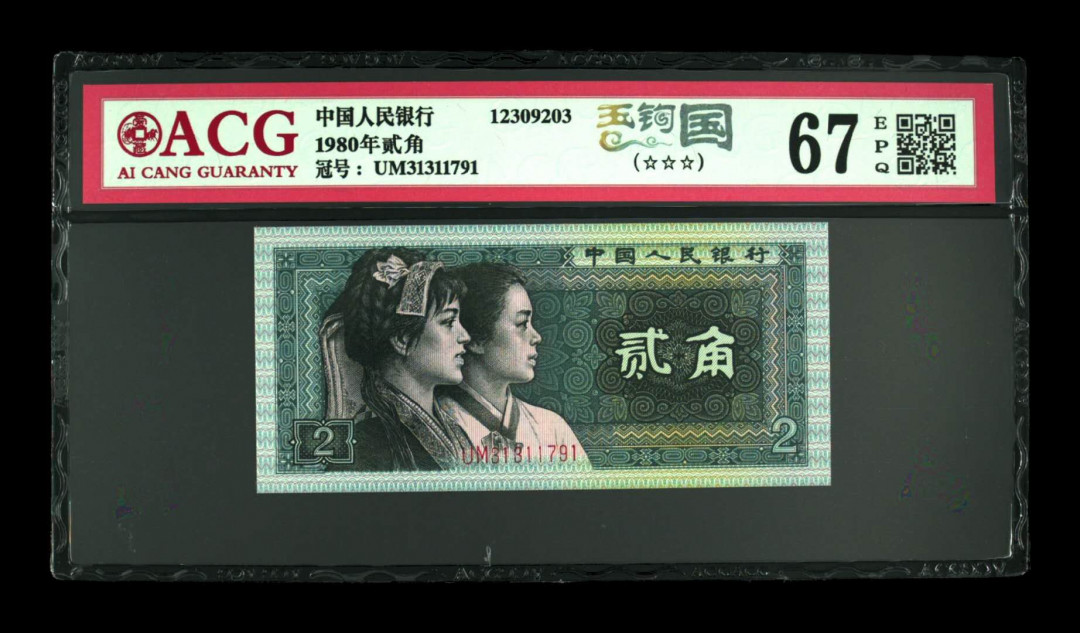 ACG
AI CANG GUARANTY
中国人民银行
1980年贰角
冠号：UM31311791
12309203
玉钩国
(☆☆☆)
67
EPQ
中国人民银行
贰角
2
2
UM31311791